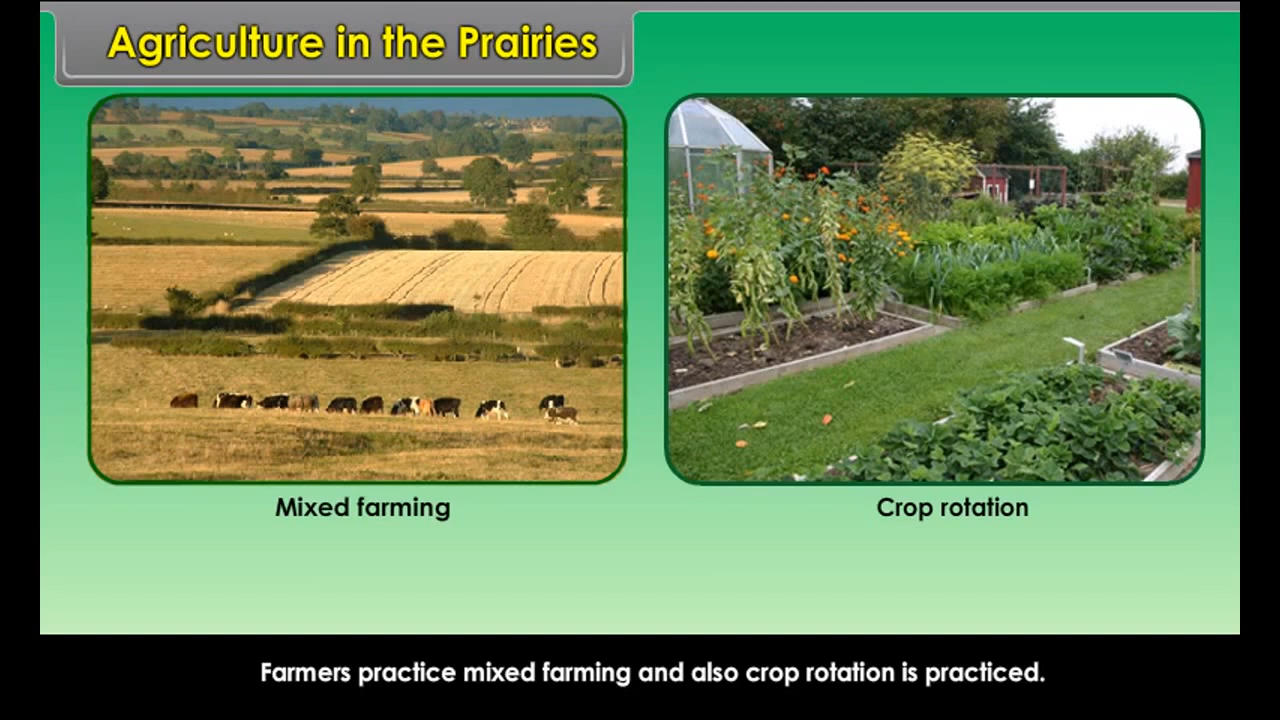 Agriculture in the Prairies
Mixed farming
Crop rotation
Farmers practice mixed farming and also crop rotation is practiced.